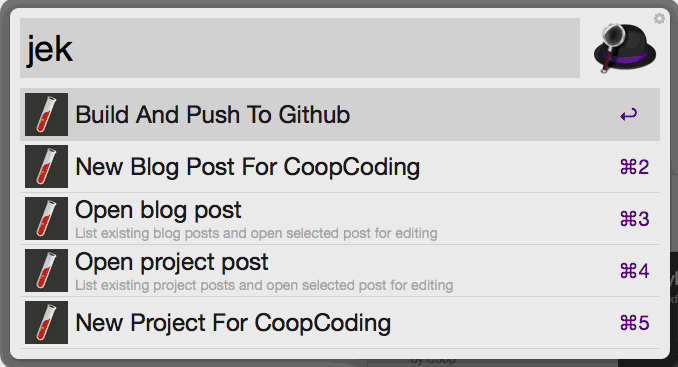 jek
Build And Push To Github ↩
New Blog Post For CoopCoding ⌘2
Open blog post ⌘3
List existing blog posts and open selected post for editing
Open project post ⌘4
List existing project posts and open selected post for editing
New Project For CoopCoding ⌘5
by Coop